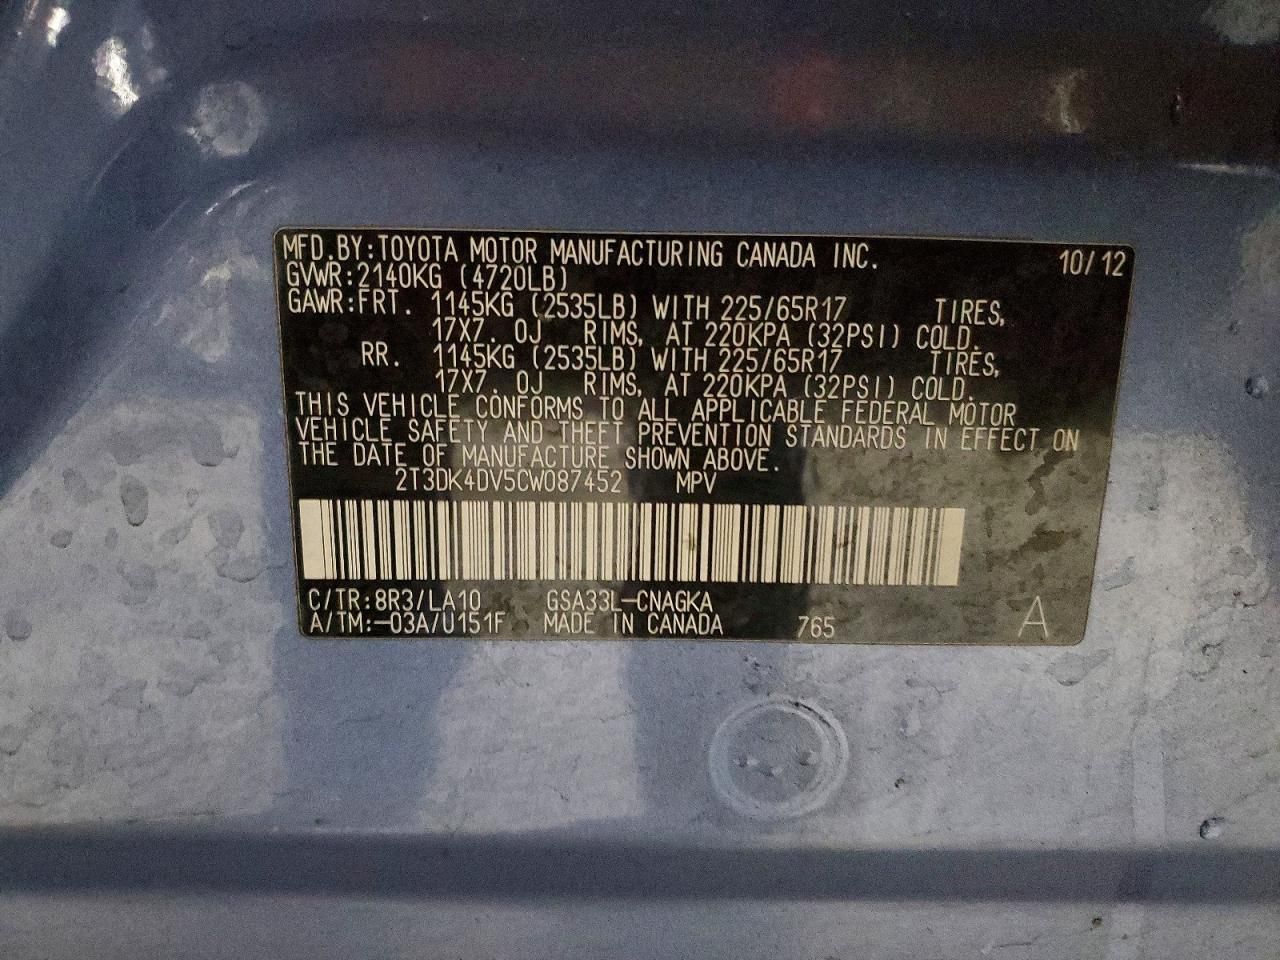 MFD.BY:TOYOTA MOTOR MANUFACTURING CANADA INC. 10/12
GVWR:2140KG (4720LB)
GAWR:FRT. 1145KG (2535LB) WITH 225/65R17 TIRES,
17X7.0J RIMS, AT 220KPA (32PSI) COLD.
RR. 1145KG (2535LB) WITH 225/65R17 TIRES,
17X7.0J RIMS, AT 220KPA (32PSI) COLD.
THIS VEHICLE CONFORMS TO ALL APPLICABLE FEDERAL MOTOR
VEHICLE SAFETY AND THEFT PREVENTION STANDARDS IN EFFECT ON
THE DATE OF MANUFACTURE SHOWN ABOVE.
2T3DK4DV5CW087452 MPV
C/TR:8R3/LA10 GSA33L-CNAGKA
A/TM:-03A/U151F MADE IN CANADA 765 A